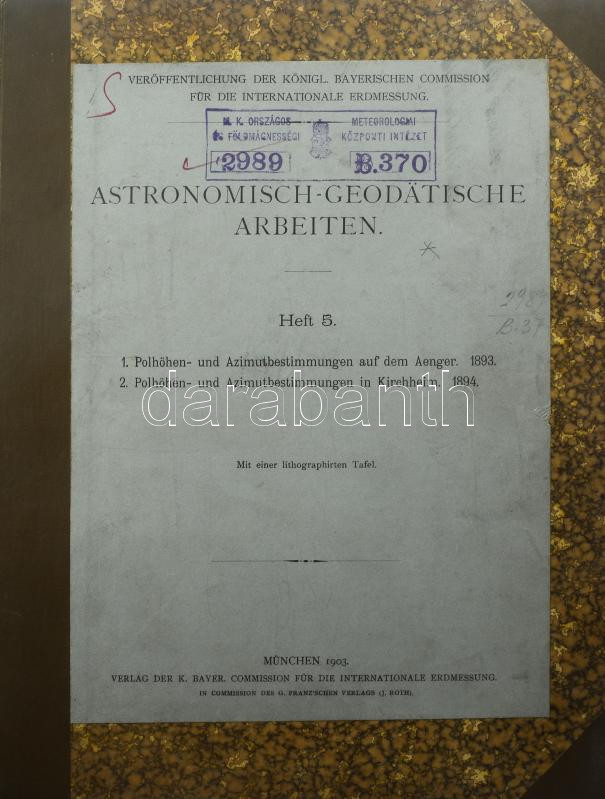 5
VERÖFFENTLICHUNG DER KÖNIGL. BAYERISCHEN COMMISSION
FÜR DIE INTERNATIONALE ERDMESSUNG.
M. K. ORSZÁGOS METEOROLOGIAI
ÉS FÖLDMÁGNESSÉGI KÖZPONTI INTÉZET
2989 B.370
ASTRONOMISCH-GEODÄTISCHE
ARBEITEN.
Heft 5.
298
B.37
1. Polhöhen- und Azimutbestimmungen auf dem Aenger. 1893.
2. Polhöhen- und Azimutbestimmungen in Kirchheim. 1894.
darabanth
Mit einer lithographirten Tafel.
MÜNCHEN 1903.
VERLAG DER K. BAYER. COMMISSION FÜR DIE INTERNATIONALE ERDMESSUNG.
IN COMMISSION DES G. FRANZ'SCHEN VERLAGS (J. ROTH).